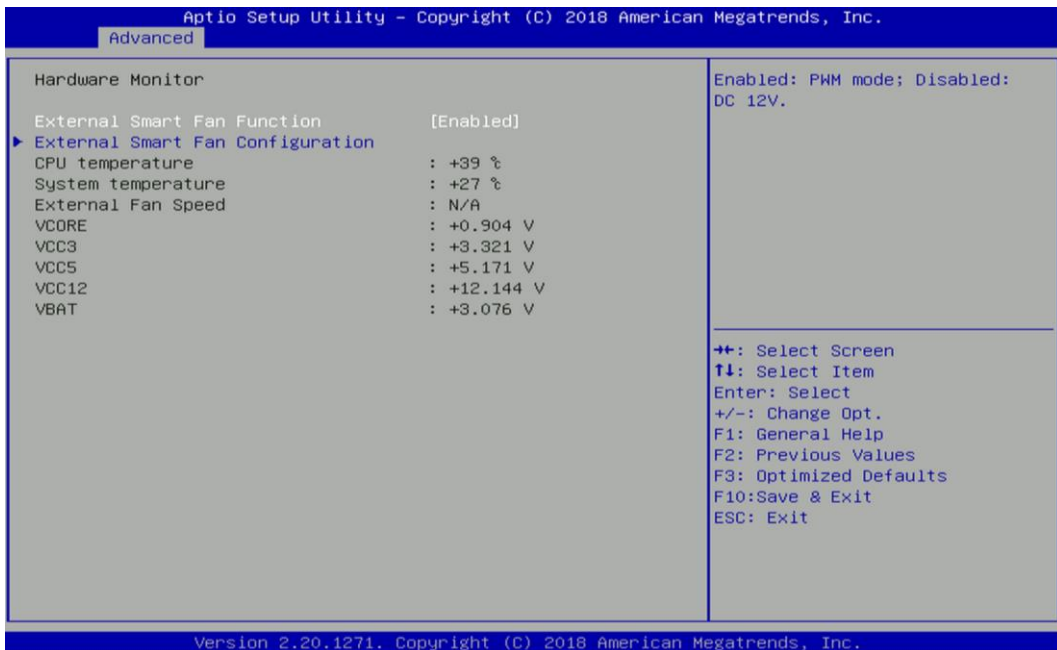 Aptio Setup Utility – Copyright (C) 2018 American Megatrends, Inc.
Advanced
Hardware Monitor
External Smart Fan Function [Enabled]
External Smart Fan Configuration
CPU temperature : +39 ℃
System temperature : +27 ℃
External Fan Speed : N/A
VCORE : +0.904 V
VCC3 : +3.321 V
VCC5 : +5.171 V
VCC12 : +12.144 V
VBAT : +3.076 V
Enabled: PWM mode; Disabled:
DC 12V.
→←: Select Screen
↑↓: Select Item
Enter: Select
+/-: Change Opt.
F1: General Help
F2: Previous Values
F3: Optimized Defaults
F10:Save & Exit
ESC: Exit
Version 2.20.1271. Copyright (C) 2018 American Megatrends, Inc.